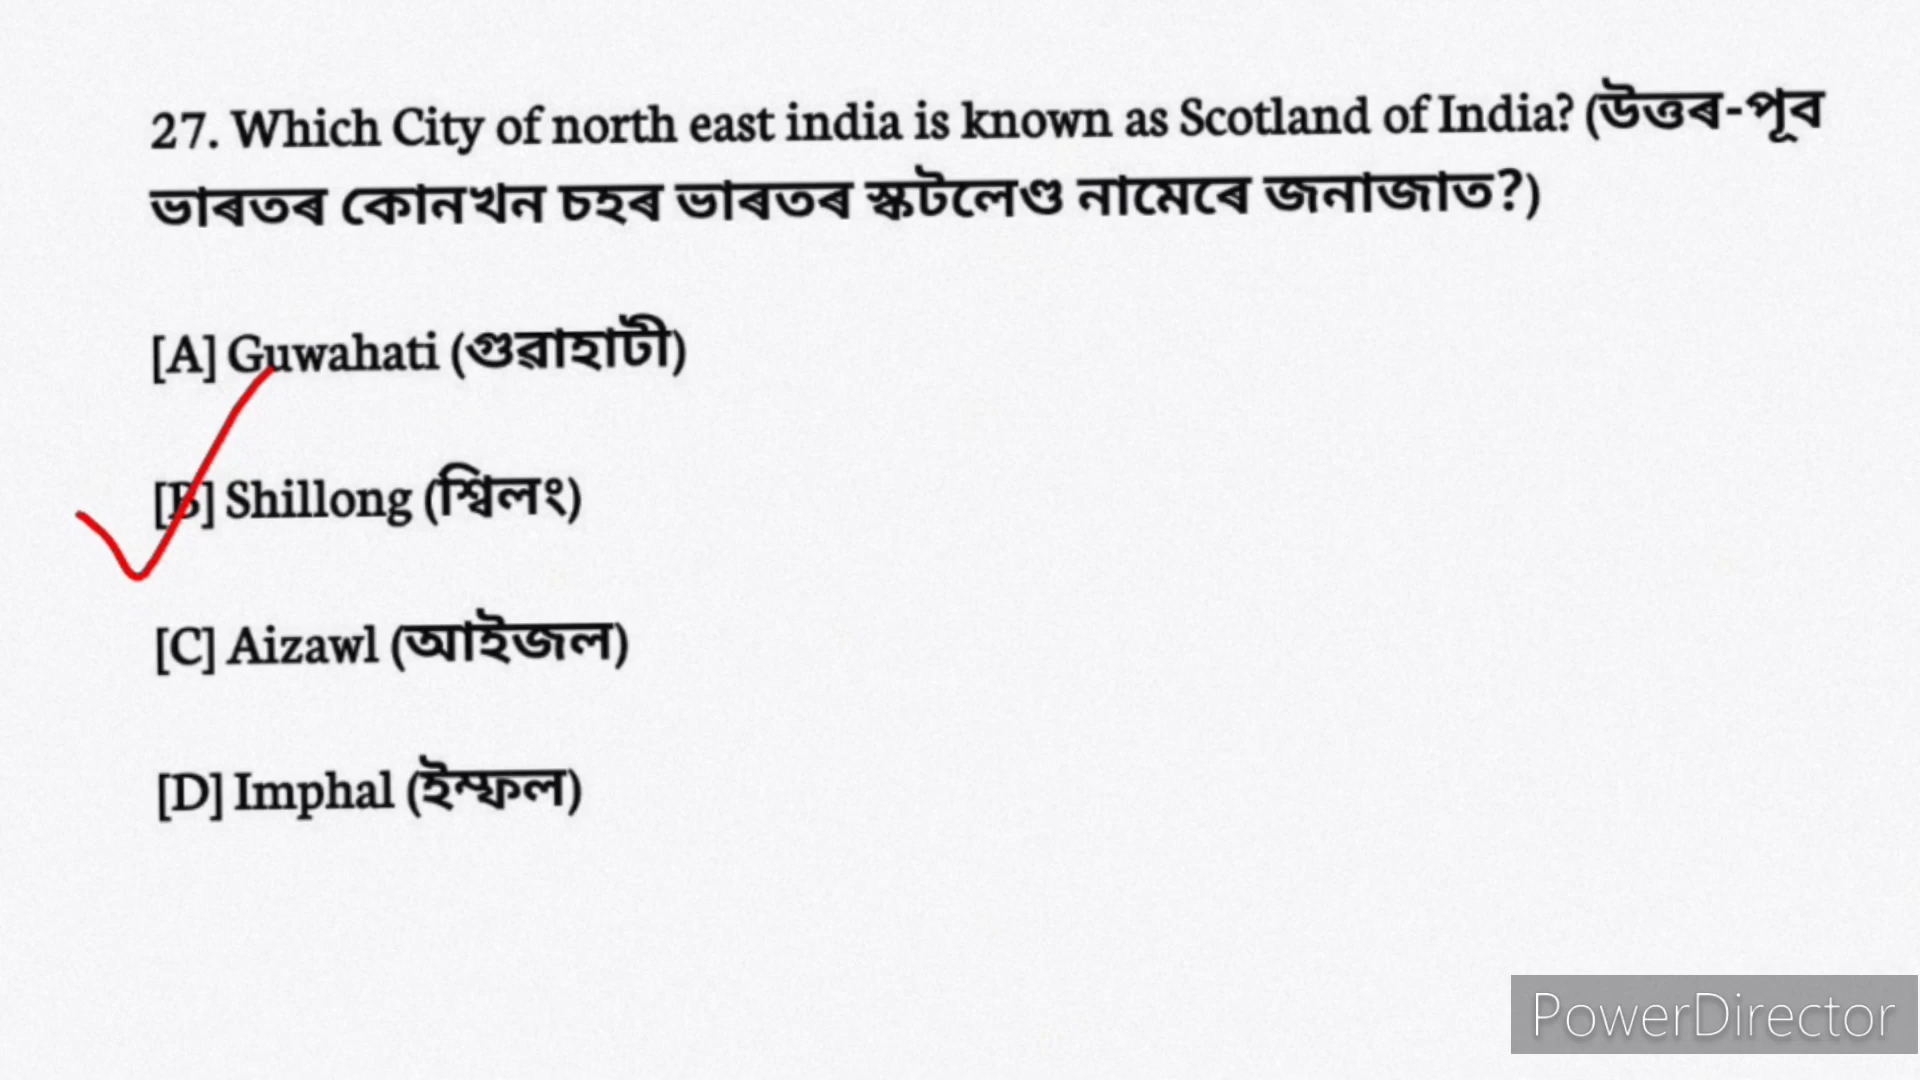 27. Which City of north east india is known as Scotland of India? (উত্তৰ-পূব
ভাৰতৰ কোনখন চহৰ ভাৰতৰ স্কটলেণ্ড নামেৰে জনাজাত?)
[A] Guwahati (গুৱাহাটী)
[B] Shillong (শ্বিলং)
[C] Aizawl (আইজল)
[D] Imphal (ইম্ফল)
PowerDirector